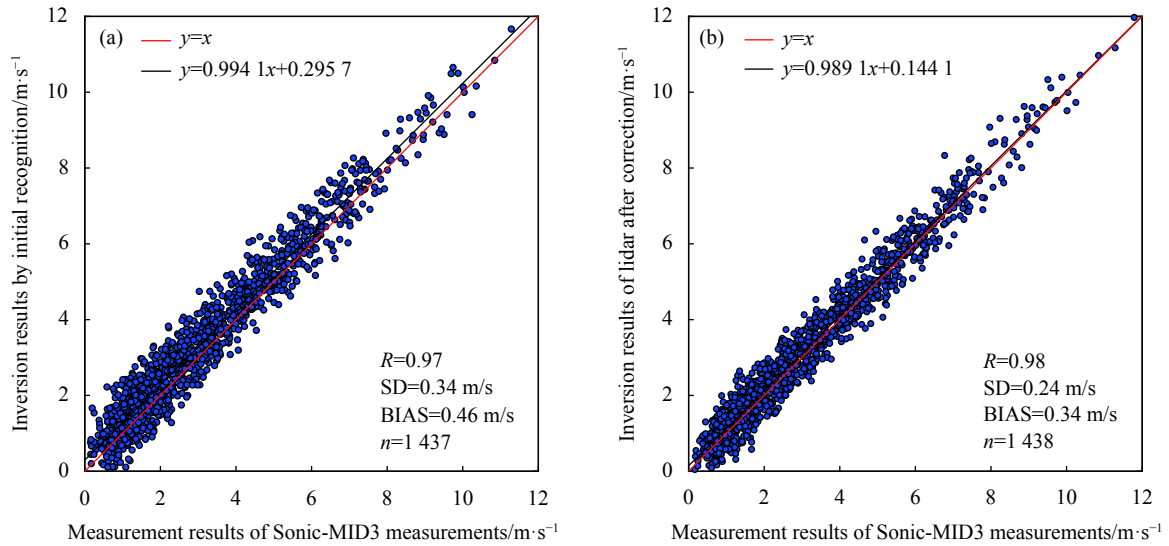 (a)
y=x
y=0.994 1x+0.295 7
12
10
8
6
4
2
0
Inversion results by initial recognition/m·s⁻¹
R=0.97
SD=0.34 m/s
BIAS=0.46 m/s
n=1 437
0 2 4 6 8 10 12
Measurement results of Sonic-MID3 measurements/m·s⁻¹
(b)
y=x
y=0.989 1x+0.144 1
12
10
8
6
4
2
0
Inversion results of lidar after correction/m·s⁻¹
R=0.98
SD=0.24 m/s
BIAS=0.34 m/s
n=1 438
0 2 4 6 8 10 12
Measurement results of Sonic-MID3 measurements/m·s⁻¹